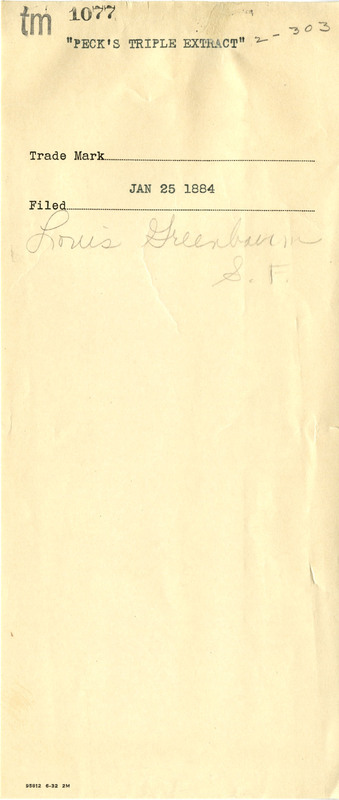 tm 1077
"PECK'S TRIPLE EXTRACT" 2-303
Trade Mark
JAN 25 1884
Filed
Louis Greenbaum
S. F.
95812 6-32 2M